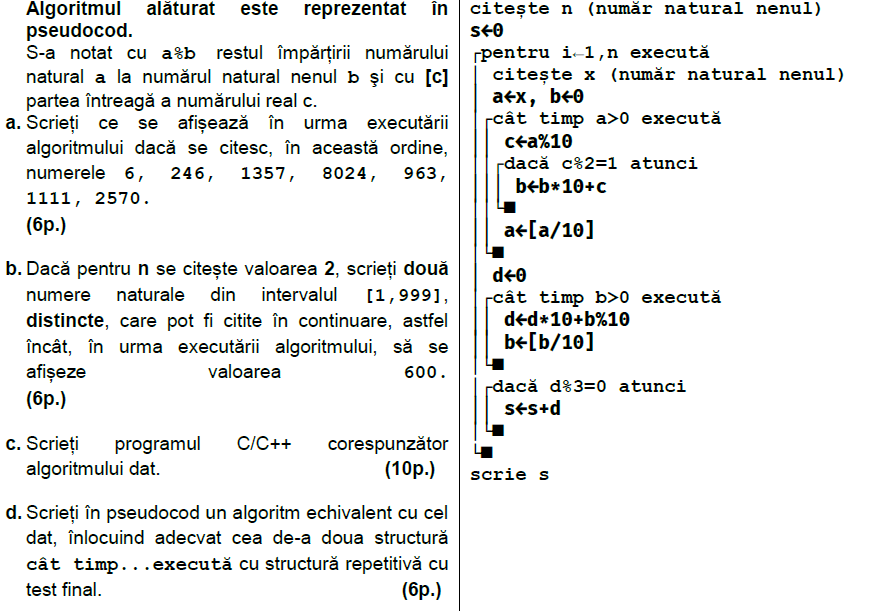 Algoritmul alăturat este reprezentat în
pseudocod.
S-a notat cu a%b restul împărțirii numărului
natural a la numărul natural nenul b şi cu [c]
partea întreagă a numărului real c.
a. Scrieți ce se afișează în urma executării
algoritmului dacă se citesc, în această ordine,
numerele 6, 246, 1357, 8024, 963,
1111, 2570.
(6p.)
b. Dacă pentru n se citește valoarea 2, scrieți două
numere naturale din intervalul [1,999],
distincte, care pot fi citite în continuare, astfel
încât, în urma executării algoritmului, să se
afișeze valoarea 600.
(6p.)
c. Scrieți programul C/C++ corespunzător
algoritmului dat. (10p.)
d. Scrieți în pseudocod un algoritm echivalent cu cel
dat, înlocuind adecvat cea de-a doua structură
cât timp...execută cu structură repetitivă cu
test final. (6p.)
citește n (număr natural nenul)
s←0
┌pentru i←1,n execută
│ citește x (număr natural nenul)
│ a←x, b←0
│┌cât timp a>0 execută
││ c←a%10
││┌dacă c%2=1 atunci
│││ b←b*10+c
││└■
││ a←[a/10]
│└■
│ d←0
│┌cât timp b>0 execută
││ d←d*10+b%10
││ b←[b/10]
│└■
│┌dacă d%3=0 atunci
││ s←s+d
│└■
└■
scrie s